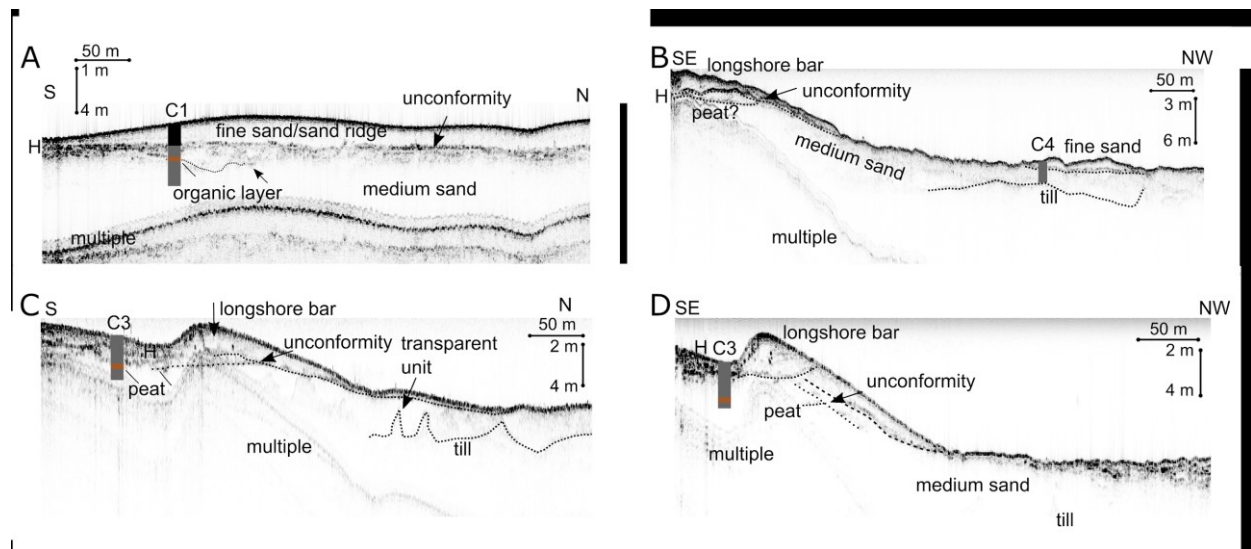 A
50 m
1 m
4 m
S
C1
unconformity
N
fine sand/sand ridge
H
organic layer
medium sand
multiple
B
SE
longshore bar
NW
50 m
unconformity
H
3 m
peat?
C4
fine sand
6 m
medium sand
till
multiple
C
S
N
C3
longshore bar
50 m
H
unconformity
transparent
unit
2 m
peat
4 m
multiple
till
D
SE
NW
longshore bar
50 m
H
C3
2 m
unconformity
peat
4 m
multiple
medium sand
till